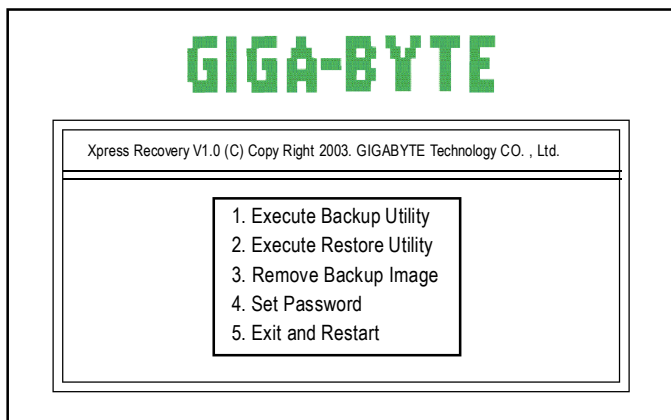 GIGA-BYTE
Xpress Recovery V1.0 (C) Copy Right 2003. GIGABYTE Technology CO. , Ltd.
1. Execute Backup Utility
2. Execute Restore Utility
3. Remove Backup Image
4. Set Password
5. Exit and Restart